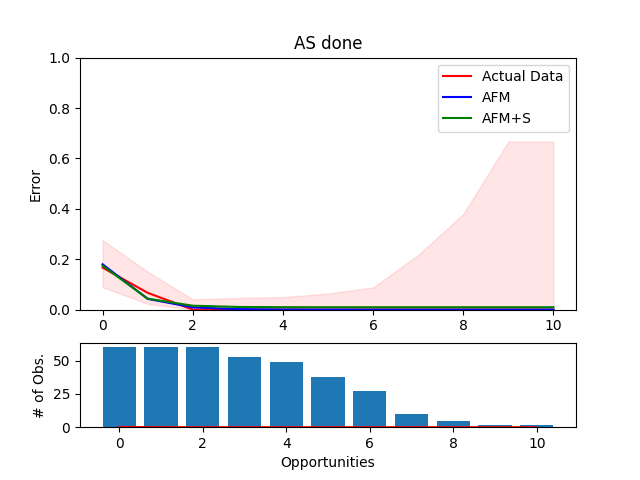 AS done
1.0
0.8
0.6
0.4
0.2
0.0
Error
Actual Data
AFM
AFM+S
0 2 4 6 8 10
50
25
0
# of Obs.
0 2 4 6 8 10
Opportunities